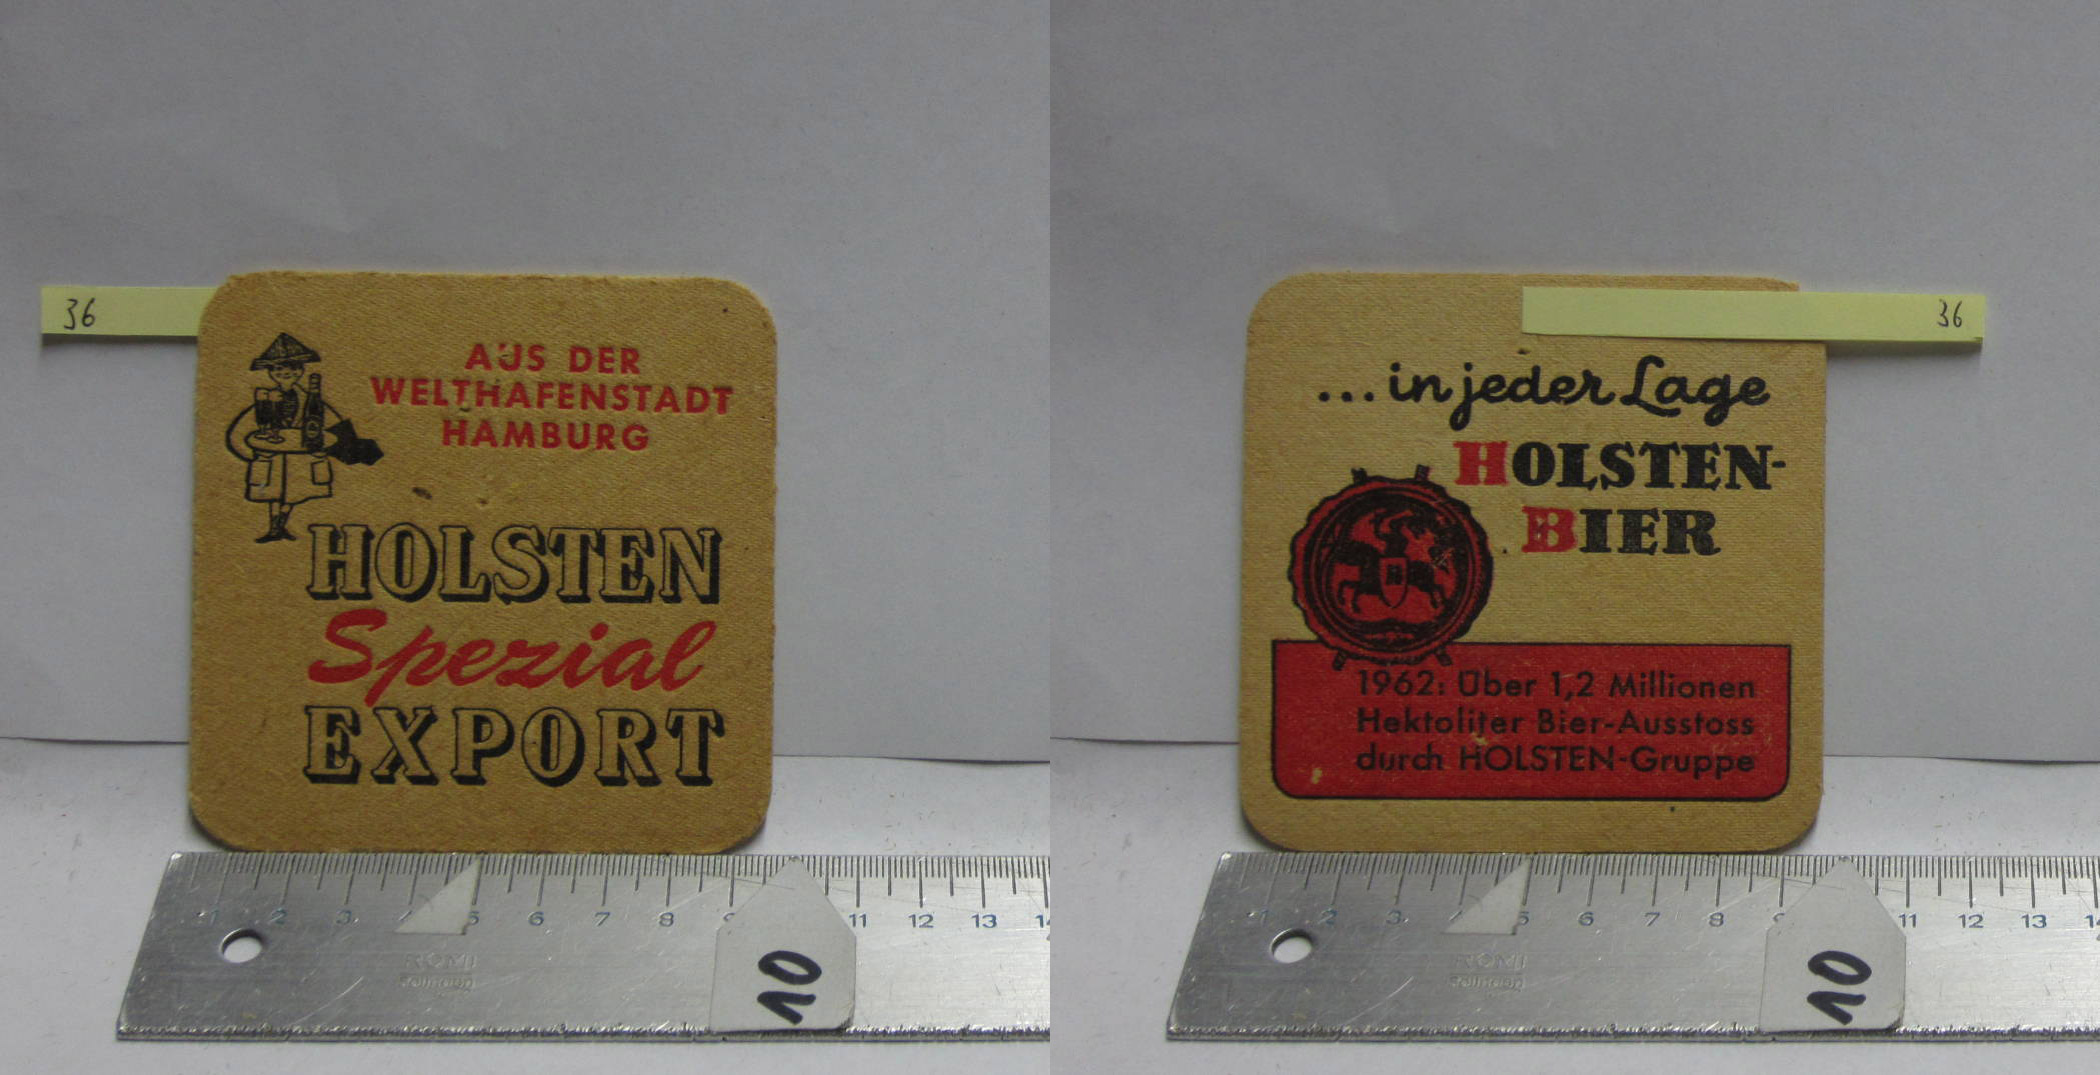 36
AUS DER
WELTHAFENSTADT
HAMBURG
HOLSTEN
Spezial
EXPORT
1 2 3 4 5 6 7 8 9 11 12 13 14
ROMI
10
36
...in jeder Lage
HOLSTEN-
BIER
H
1962: Über 1,2 Millionen
Hektoliter Bier-Ausstoss
durch HOLSTEN-Gruppe
1 2 3 4 5 6 7 8 9 11 12 13 14
ROMI
10